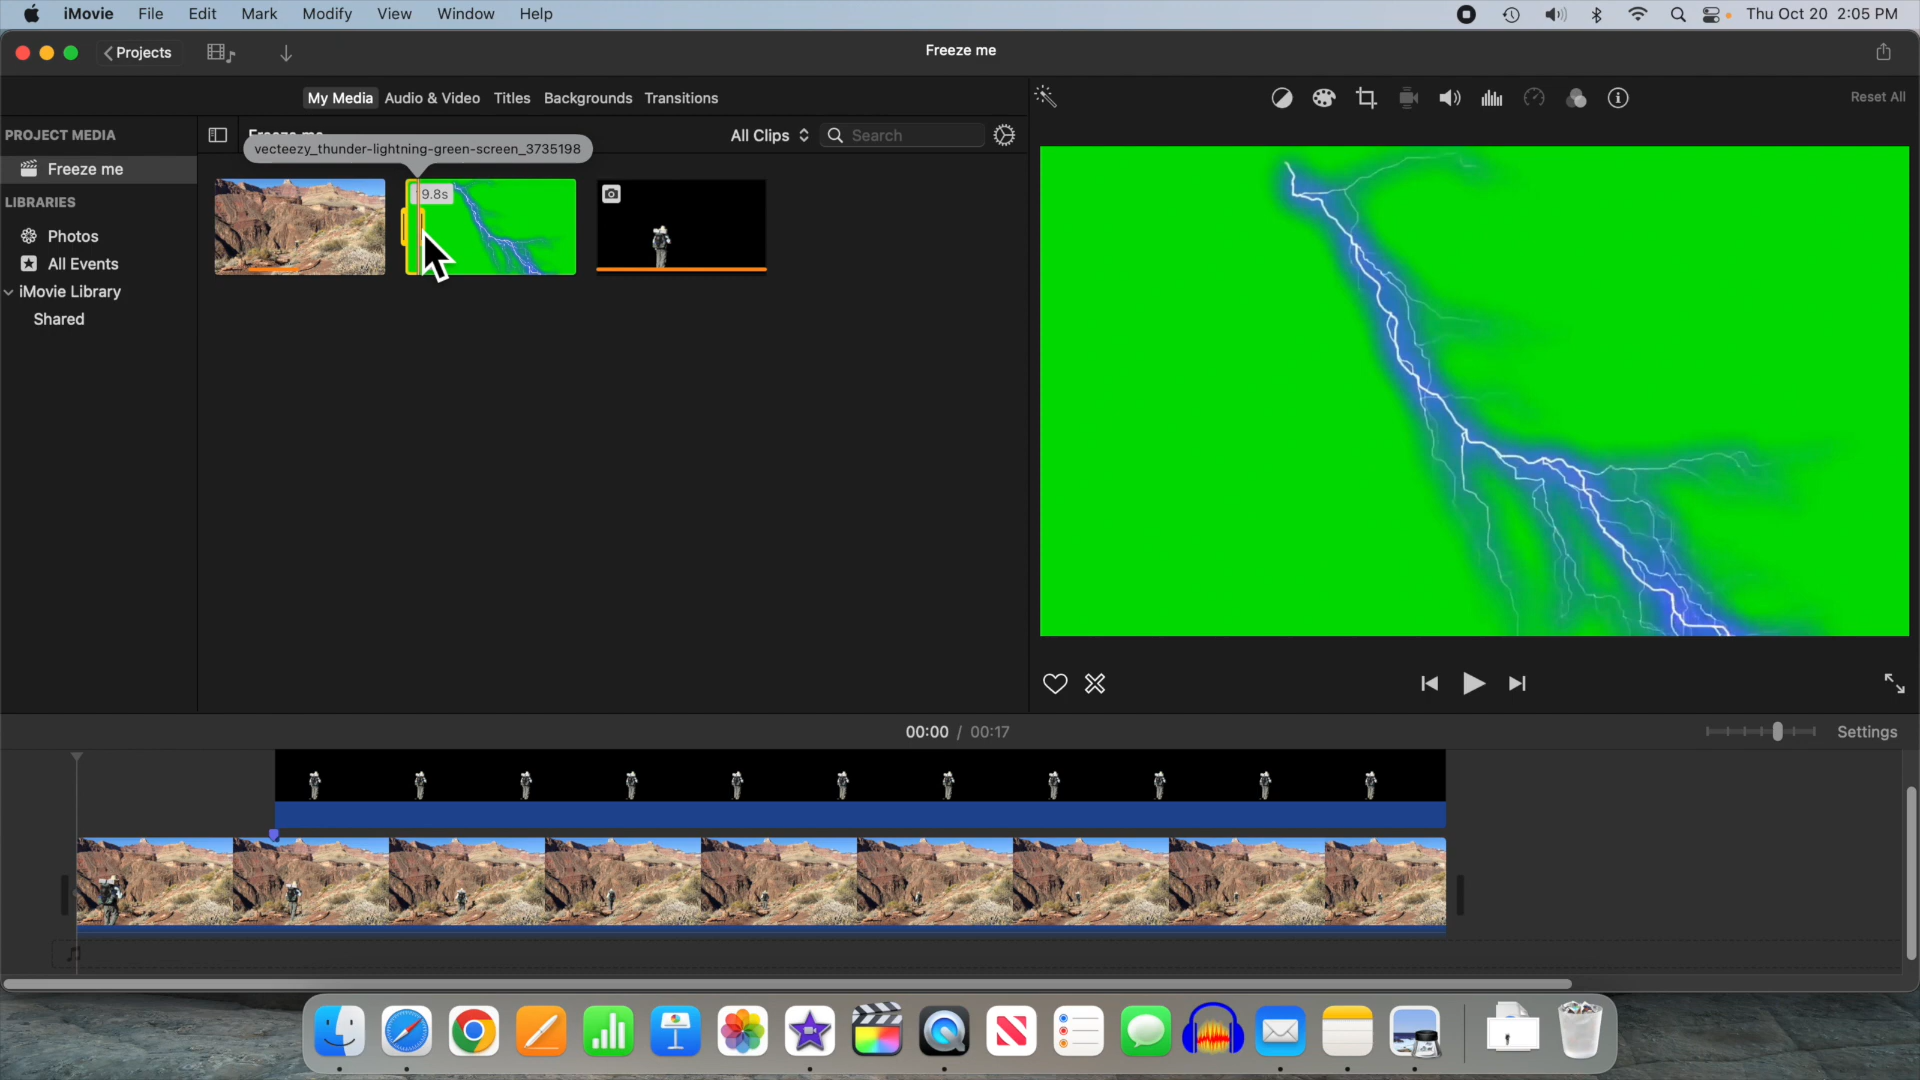 iMovie File Edit Mark Modify View Window Help
Thu Oct 20 2:05 PM
Projects
Freeze me
My Media Audio & Video Titles Backgrounds Transitions
Reset All
PROJECT MEDIA
All Clips
Search
vecteezy_thunder-lightning-green-screen_3735198
Freeze me
9.8s
LIBRARIES
Photos
All Events
iMovie Library
Shared
00:00 / 00:17
Settings